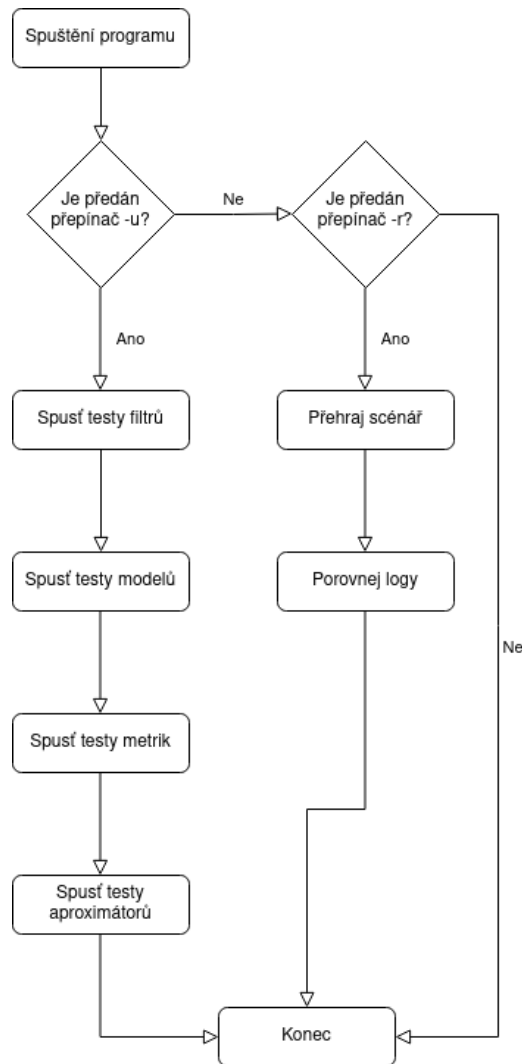 Spuštění programu
Je předán
přepínač -u?
Ne
Je předán
přepínač -r?
Ano
Ano
Spusť testy filtrů
Přehraj scénář
Spusť testy modelů
Porovnej logy
Ne
Spusť testy metrik
Spusť testy
aproximátorů
Konec